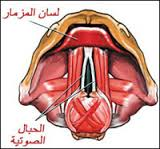 لسان المزمار
الحبال
الصوتية